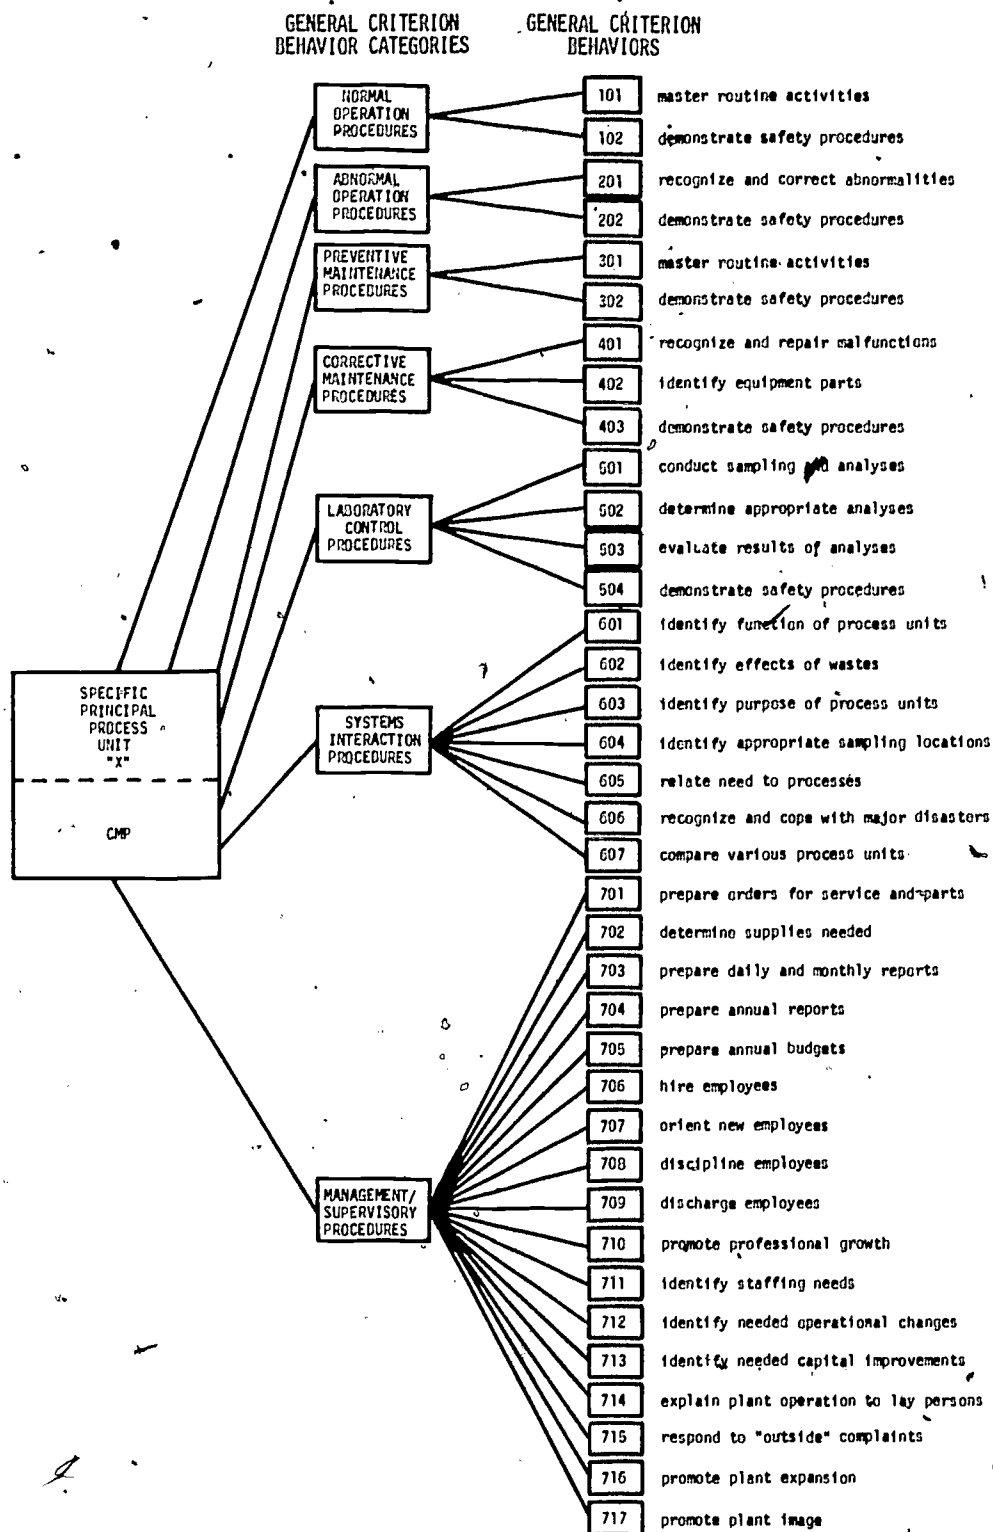 GENERAL CRITERION
BEHAVIOR CATEGORIES
GENERAL CRITERION
BEHAVIORS
NORMAL
OPERATION
PROCEDURES
101 master routine activities
102 demonstrate safety procedures
ABNORMAL
OPERATION
PROCEDURES
201 recognize and correct abnormalities
202 demonstrate safety procedures
PREVENTIVE
MAINTENANCE
PROCEDURES
301 master routine activities
302 demonstrate safety procedures
CORRECTIVE
MAINTENANCE
PROCEDURES
401 recognize and repair malfunctions
402 identify equipment parts
403 demonstrate safety procedures
LABORATORY
CONTROL
PROCEDURES
501 conduct sampling and analyses
502 determine appropriate analyses
503 evaluate results of analyses
504 demonstrate safety procedures
SPECIFIC
PRINCIPAL
PROCESS
UNIT
"X"
CMP
SYSTEMS
INTERACTION
PROCEDURES
601 identify function of process units
602 identify effects of wastes
603 identify purpose of process units
604 identify appropriate sampling locations
605 relate need to processes
606 recognize and cope with major disasters
607 compare various process units
MANAGEMENT/
SUPERVISORY
PROCEDURES
701 prepare orders for service and parts
702 determine supplies needed
703 prepare daily and monthly reports
704 prepare annual reports
705 prepare annual budgets
706 hire employees
707 orient new employees
708 discipline employees
709 discharge employees
710 promote professional growth
711 identify staffing needs
712 identify needed operational changes
713 identify needed capital improvements
714 explain plant operation to lay persons
715 respond to "outside" complaints
716 promote plant expansion
717 promote plant image